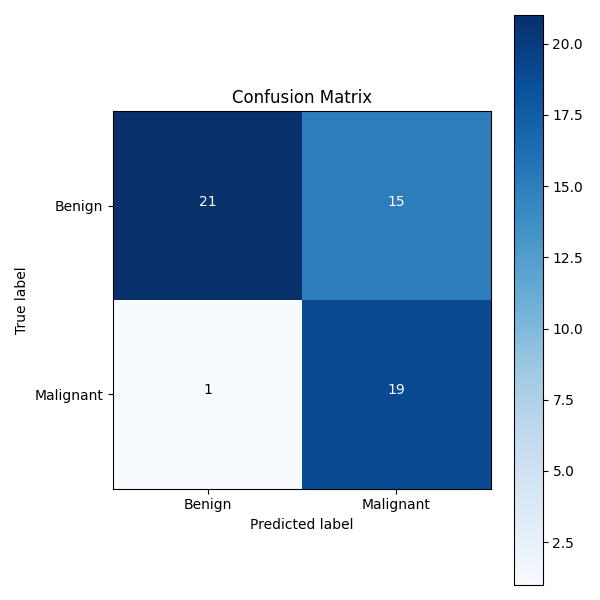 Confusion Matrix
20.0
17.5
15.0
12.5
10.0
7.5
5.0
2.5
True label
Benign
21 15
Malignant
1 19
Benign Malignant
Predicted label